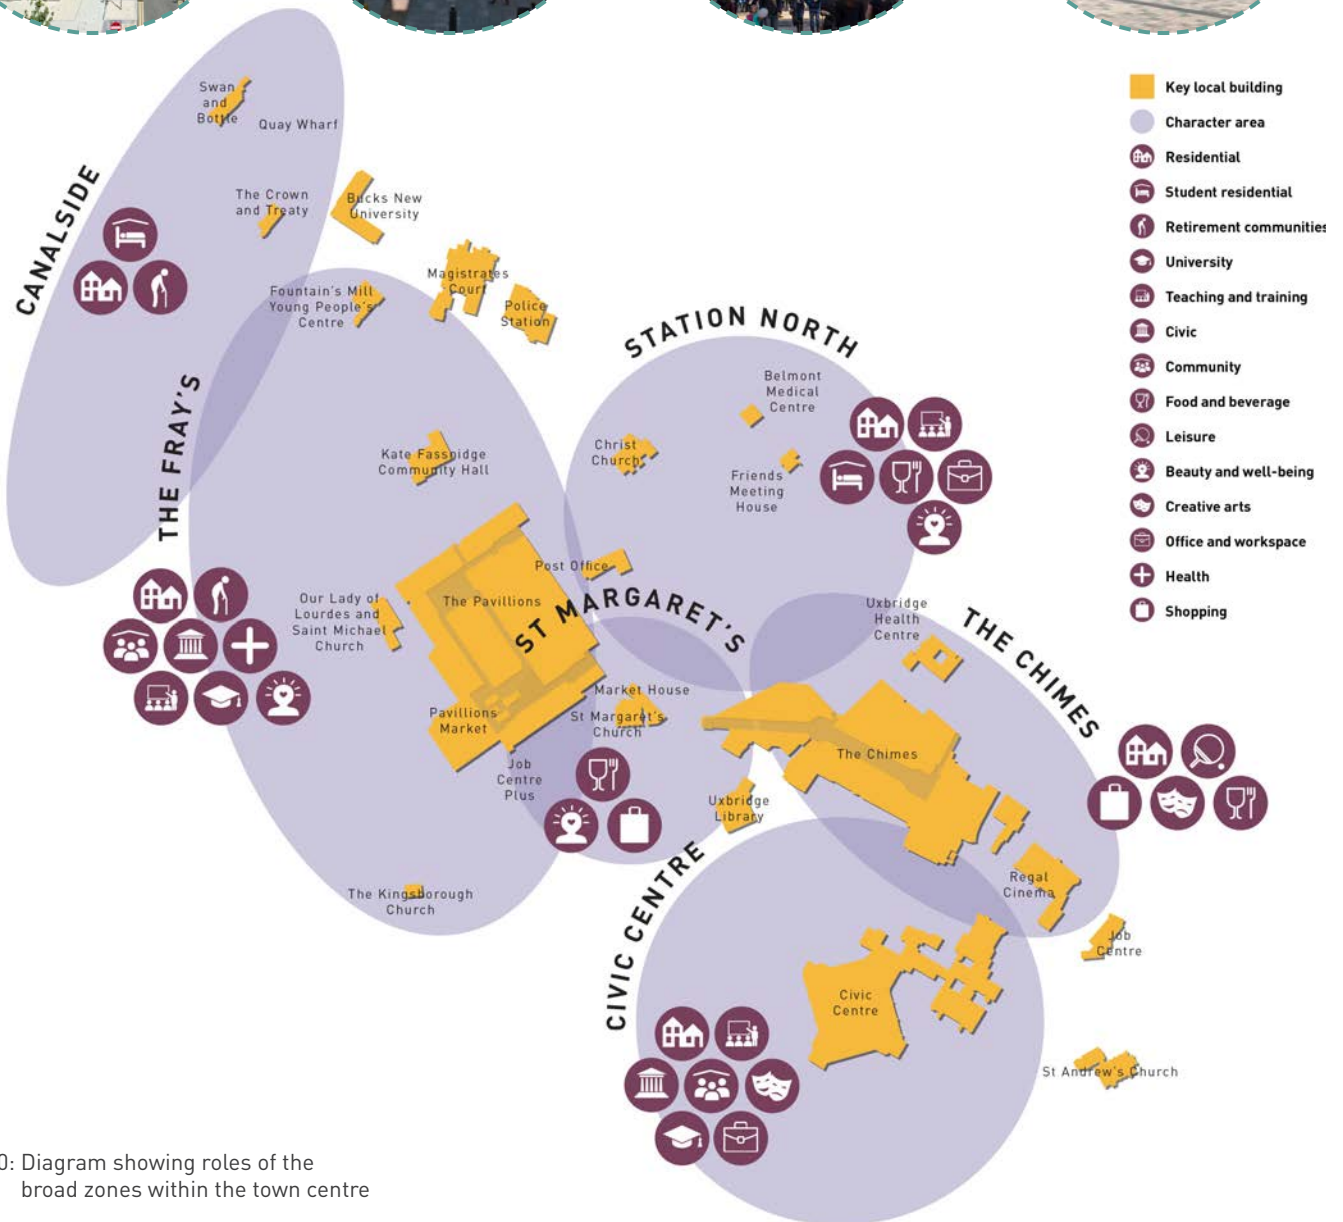 Swan
and
Bottle
Quay Wharf
CANALSIDE
The Crown
and Treaty
Bucks New
University
Magistrates
Court
Police
Station
Fountain's Mill
Young People's
Centre
THE FRAY'S
Kate Fassnidge
Community Hall
STATION NORTH
Belmont
Medical
Centre
Christ
Church
Friends
Meeting
House
Post Office
The Pavillions
Our Lady of
Lourdes and
Saint Michael
Church
ST MARGARET'S
Pavillions
Market
Market House
St Margaret's
Church
Job
Centre
Plus
The Kingsborough
Church
Uxbridge
Health
Centre
THE CHIMES
The Chimes
Uxbridge
Library
Regal
Cinema
Job
Centre
CIVIC CENTRE
Civic
Centre
St Andrew's Church
Key local building
Character area
Residential
Student residential
Retirement communities
University
Teaching and training
Civic
Community
Food and beverage
Leisure
Beauty and well-being
Creative arts
Office and workspace
Health
Shopping
0: Diagram showing roles of the
broad zones within the town centre